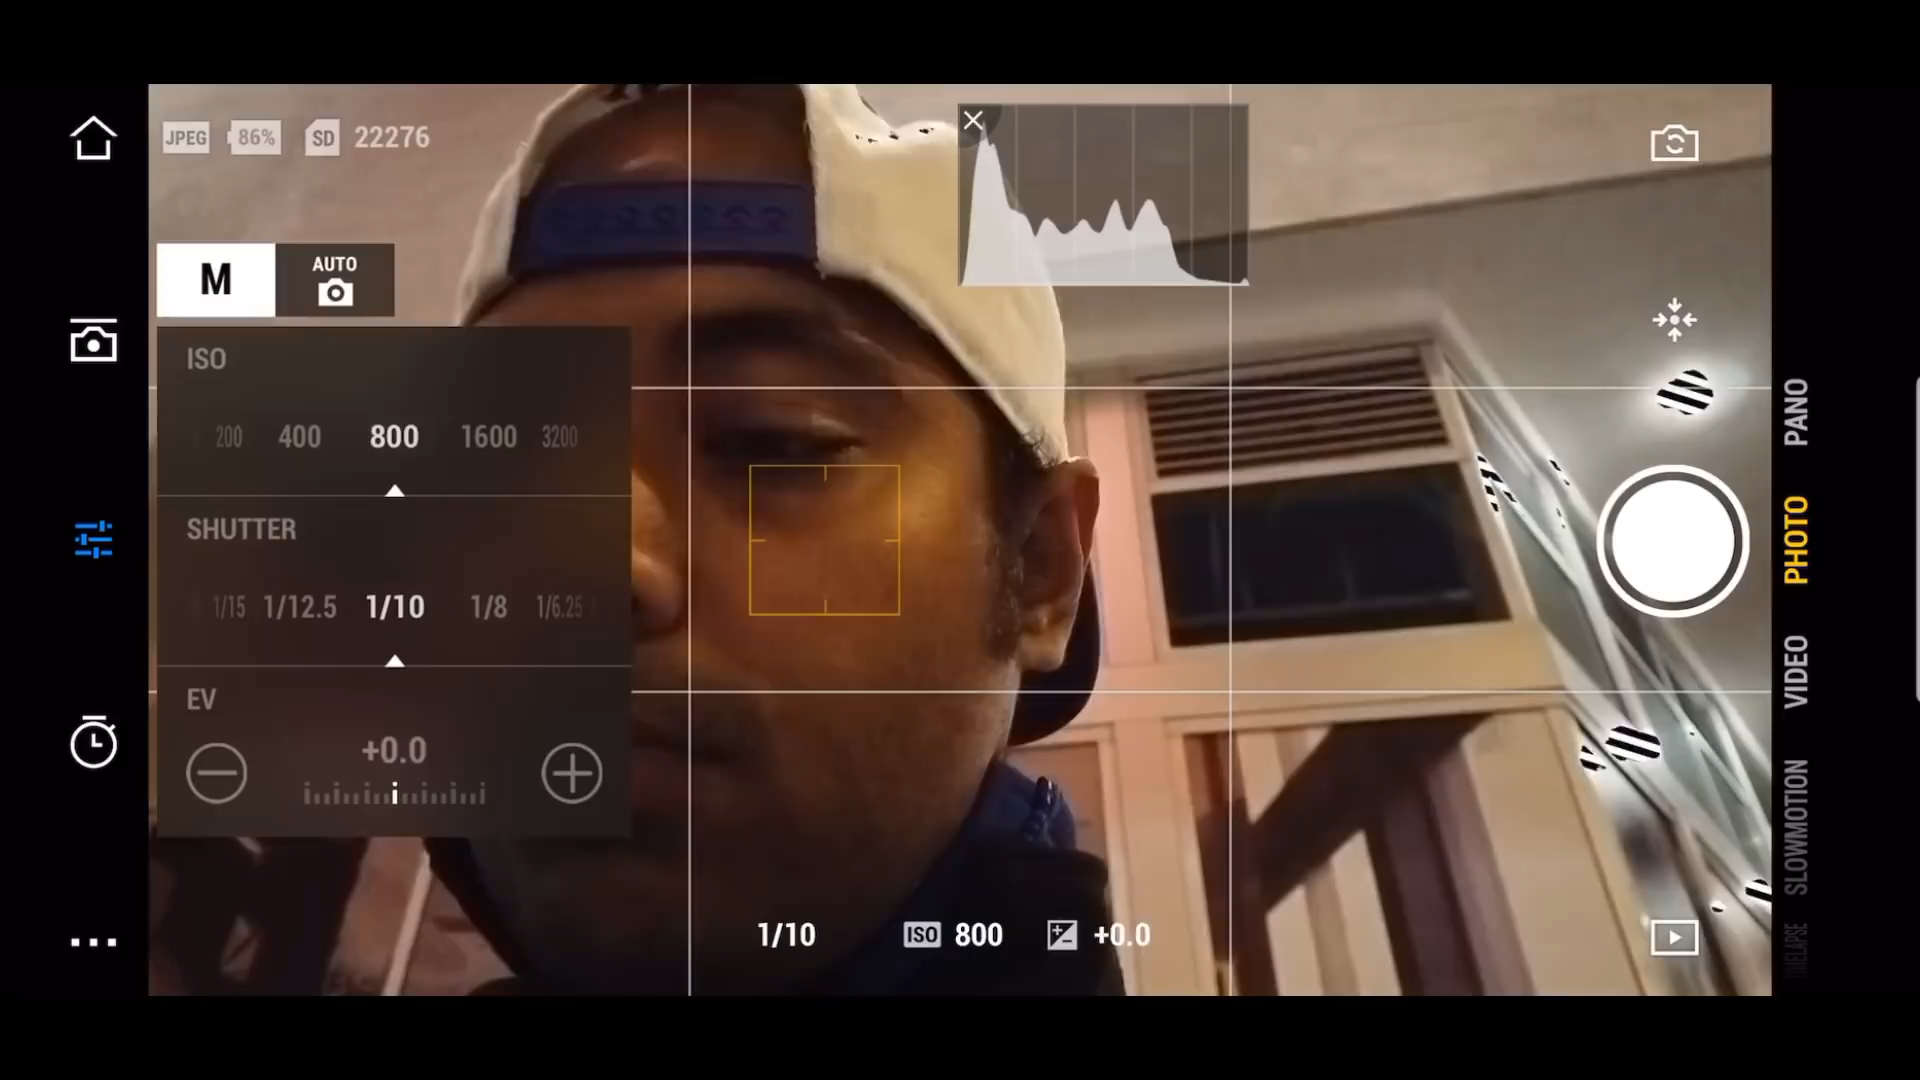 JPEG 86% SD 22276
M AUTO
ISO
200 400 800 1600 3200
SHUTTER
1/15 1/12.5 1/10 1/8 1/6.25
EV
+0.0
1/10 ISO 800 +0.0
PANO
PHOTO
VIDEO
SLOWMOTION